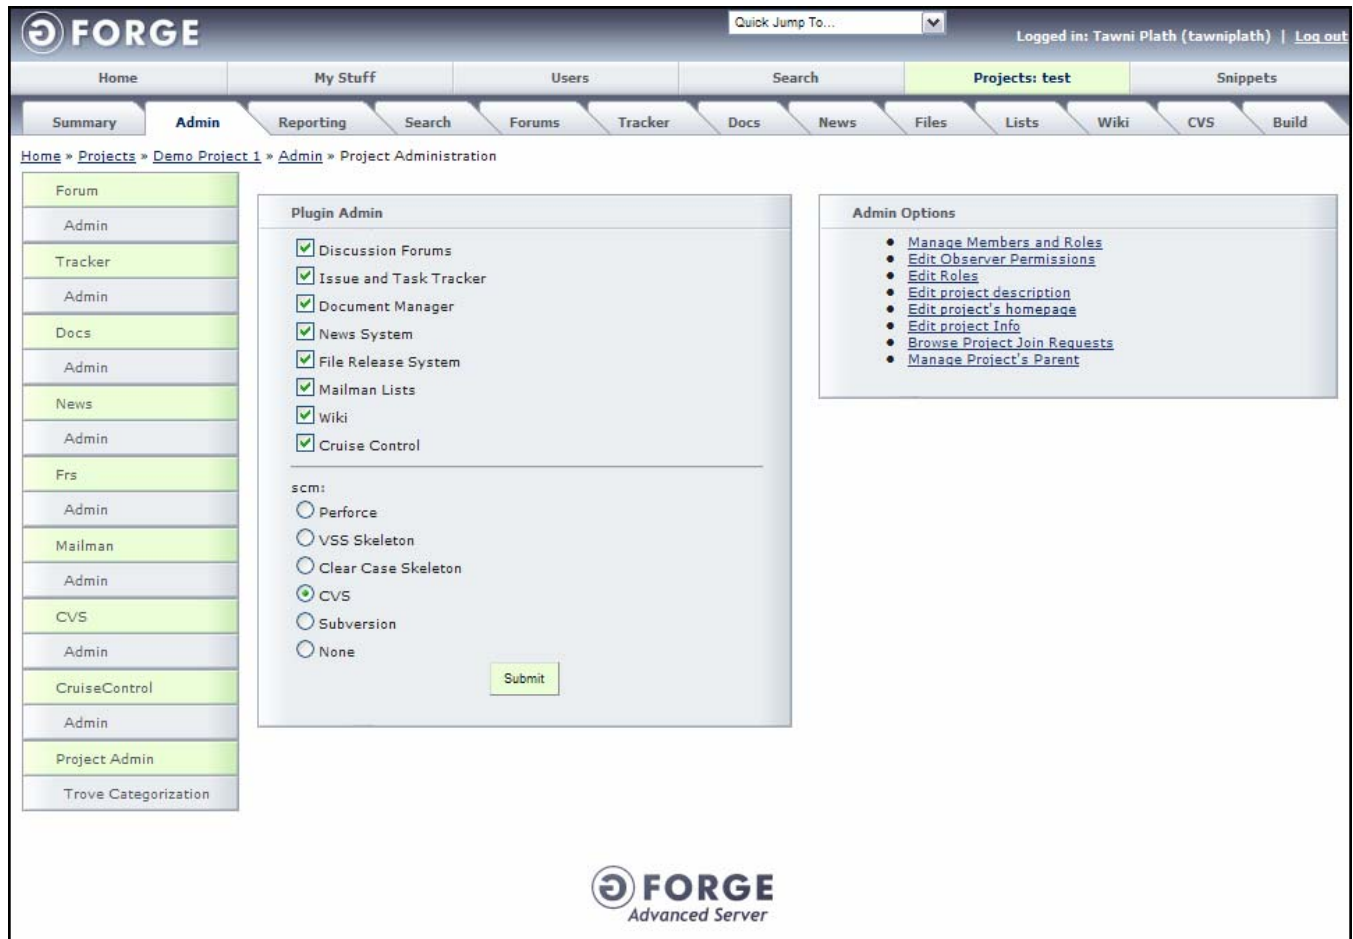 GFORGE
Quick Jump To...
Logged in: Tawni Plath (tawniplath) | Log out
Home My Stuff Users Search Projects: test Snippets
Summary Admin Reporting Search Forums Tracker Docs News Files Lists Wiki CVS Build
Home » Projects » Demo Project 1 » Admin » Project Administration
Forum
Admin
Tracker
Admin
Docs
Admin
News
Admin
Frs
Admin
Mailman
Admin
CVS
Admin
CruiseControl
Admin
Project Admin
Trove Categorization
Plugin Admin
Discussion Forums
Issue and Task Tracker
Document Manager
News System
File Release System
Mailman Lists
Wiki
Cruise Control
scm:
Perforce
VSS Skeleton
Clear Case Skeleton
CVS
Subversion
None
Submit
Admin Options
Manage Members and Roles
Edit Observer Permissions
Edit Roles
Edit project description
Edit project's homepage
Edit project Info
Browse Project Join Requests
Manage Project's Parent
GFORGE
Advanced Server